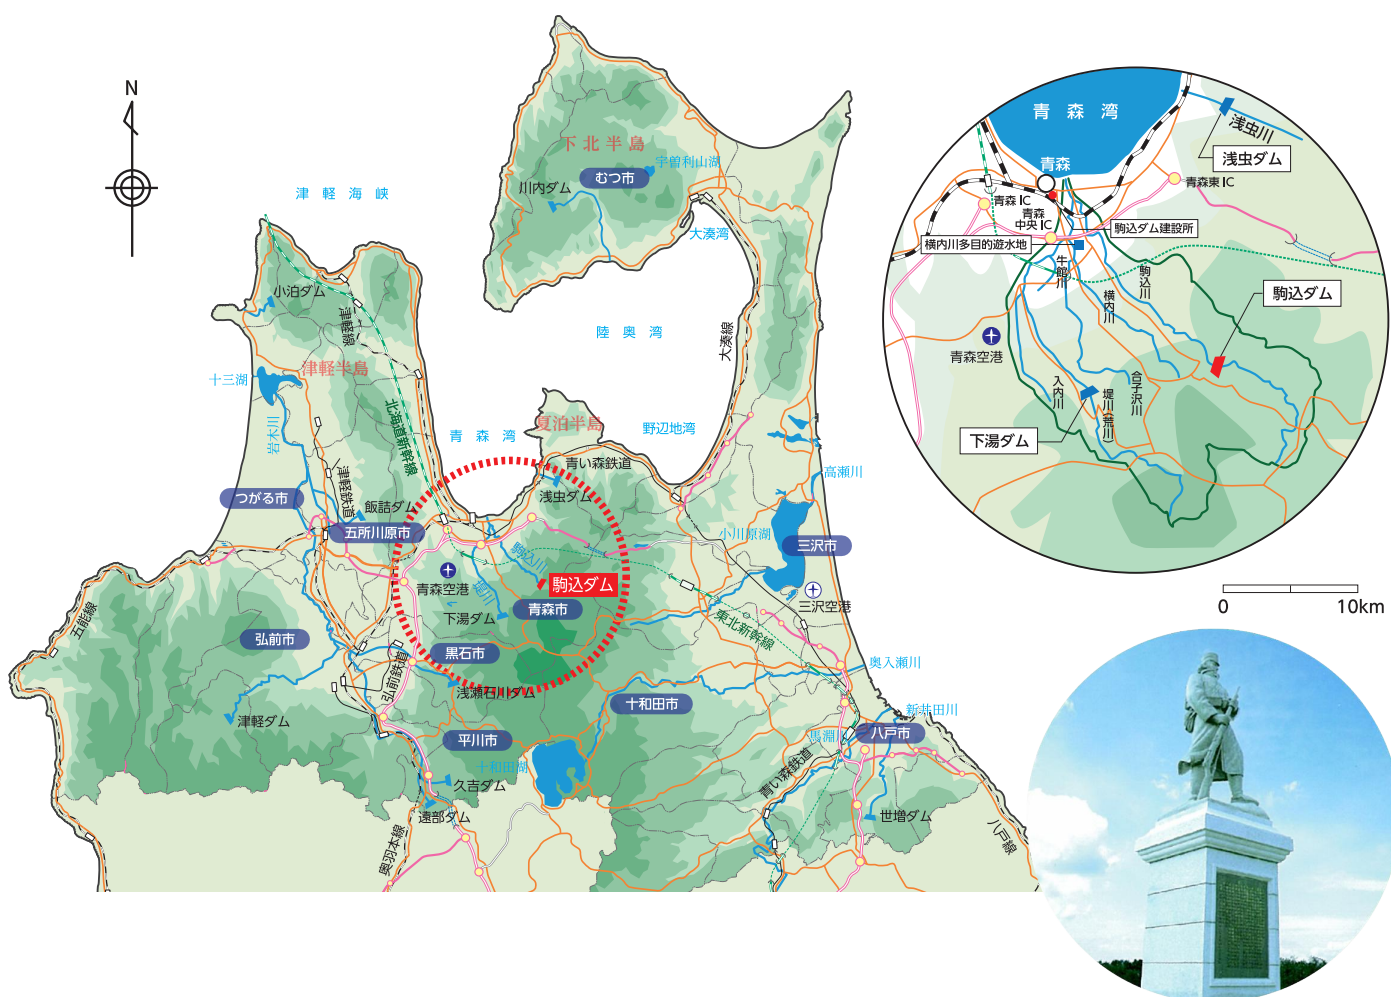 N
津軽海峡
下北半島
宇曽利山湖
むつ市
川内ダム
大湊湾
小泊ダム
津軽線
陸奥湾
大湊線
津軽半島
十三湖
北海道新幹線
岩木川
青森湾
夏泊半島
野辺地湾
青い森鉄道
津軽鉄道
浅虫ダム
高瀬川
つがる市
飯詰ダム
五所川原市
小川原湖
三沢市
駒込川
駒込ダム
青森空港
堤川
下湯ダム
青森市
三沢空港
東北新幹線
五能線
弘前市
黒石市
弘前鉄道
浅瀬石川ダム
奥入瀬川
十和田市
新井田川
津軽ダム
平川市
馬淵川
八戸市
十和田湖
青い森鉄道
久吉ダム
遠部ダム
世増ダム
奥羽本線
八戸線
青森湾
浅虫川
浅虫ダム
青森
青森IC
青森東IC
青森
中央IC
駒込ダム建設所
横内川多目的遊水地
牛館川
駒込川
横内川
駒込ダム
青森空港
入内川
合子沢川
堤川(荒川)
下湯ダム
0
10km